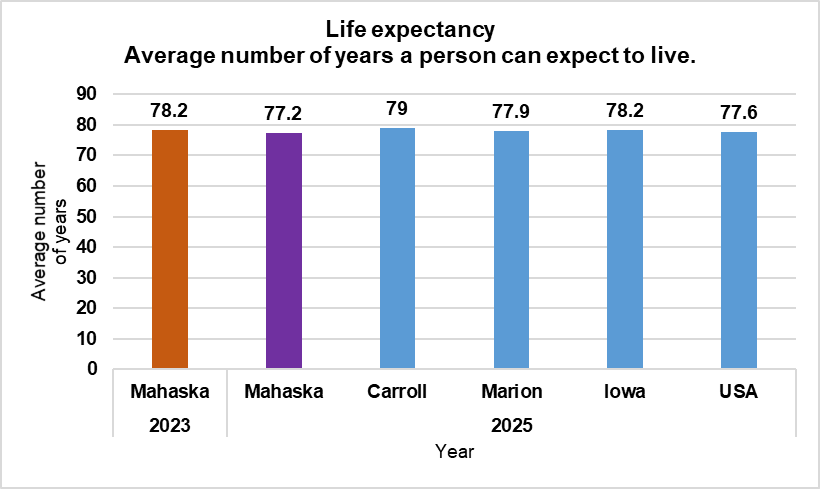 Life expectancy
Average number of years a person can expect to live.
90
80
70
60
50
40
30
20
10
0
Average number
of years
78.2
77.2
79
77.9
78.2
77.6
Mahaska
Mahaska
Carroll
Marion
Iowa
USA
2023
2025
Year